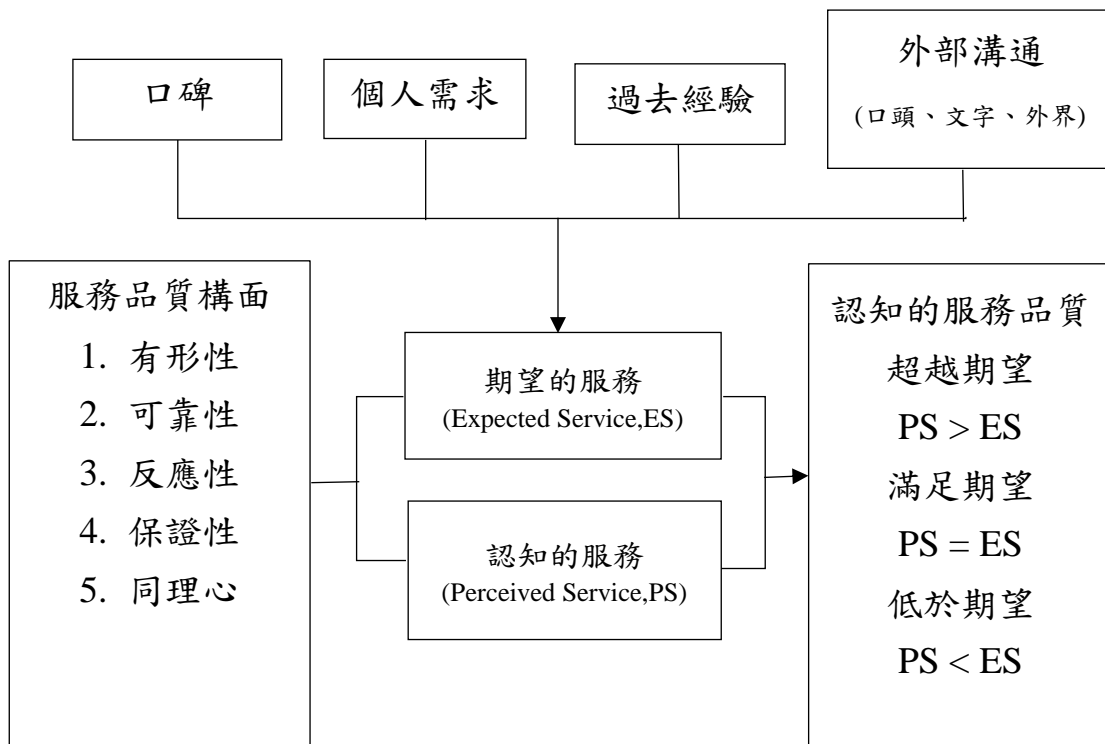 口碑
個人需求
過去經驗
外部溝通
(口頭、文字、外界)
服務品質構面
1. 有形性
2. 可靠性
3. 反應性
4. 保證性
5. 同理心
期望的服務
(Expected Service,ES)
認知的服務
(Perceived Service,PS)
認知的服務品質
超越期望
PS > ES
滿足期望
PS = ES
低於期望
PS < ES